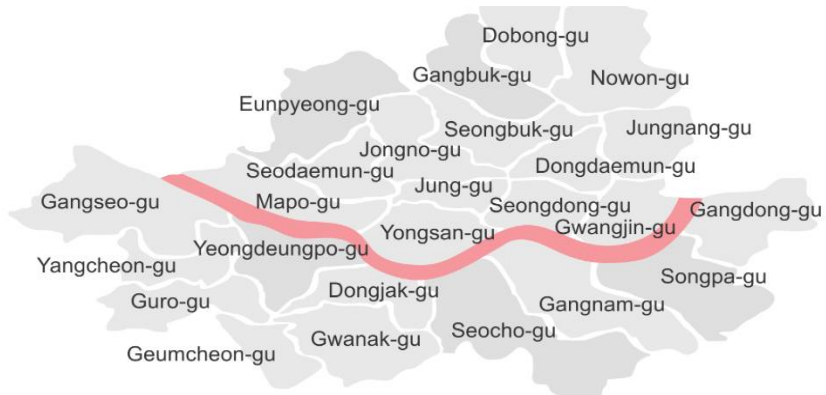 Dobong-gu
Gangbuk-gu
Nowon-gu
Eunpyeong-gu
Seongbuk-gu
Jungnang-gu
Jongno-gu
Seodaemun-gu
Dongdaemun-gu
Jung-gu
Gangseo-gu
Mapo-gu
Seongdong-gu
Gangdong-gu
Yongsan-gu
Gwangjin-gu
Yeongdeungpo-gu
Yangcheon-gu
Songpa-gu
Dongjak-gu
Guro-gu
Gangnam-gu
Gwanak-gu
Seocho-gu
Geumcheon-gu